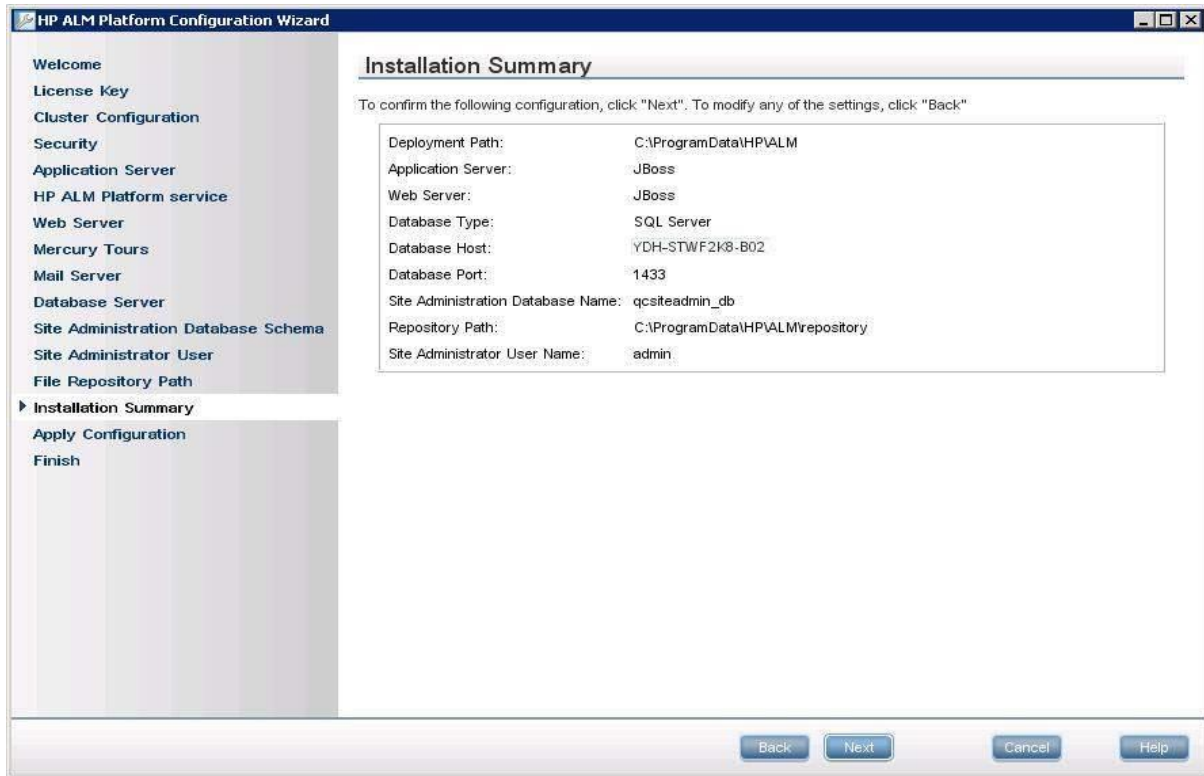 HP ALM Platform Configuration Wizard
Welcome
License Key
Cluster Configuration
Security
Application Server
HP ALM Platform service
Web Server
Mercury Tours
Mail Server
Database Server
Site Administration Database Schema
Site Administrator User
File Repository Path
Installation Summary
Apply Configuration
Finish
Installation Summary
To confirm the following configuration, click "Next". To modify any of the settings, click "Back"
Deployment Path: C:\ProgramData\HP\ALM
Application Server: JBoss
Web Server: JBoss
Database Type: SQL Server
Database Host: YDH-STWF2K8-B02
Database Port: 1433
Site Administration Database Name: qcsiteadmin_db
Repository Path: C:\ProgramData\HP\ALM\repository
Site Administrator User Name: admin
Back Next Cancel Help